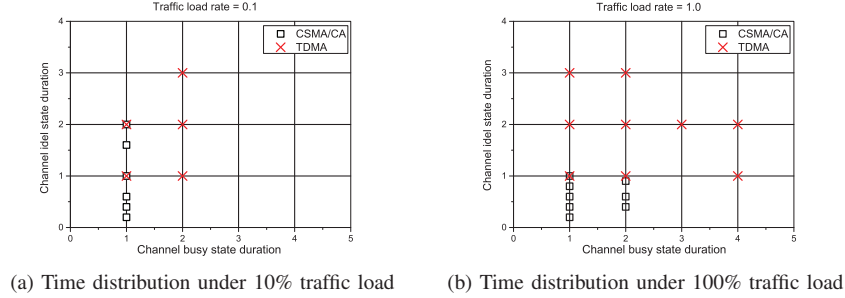 Traffic load rate = 0.1
CSMA/CA
TDMA
Channel idel state duration
4
3
2
1
0
0 1 2 3 4 5
Channel busy state duration
(a) Time distribution under 10% traffic load
Traffic load rate = 1.0
CSMA/CA
TDMA
Channel idel state duration
4
3
2
1
0
0 1 2 3 4 5
Channel busy state duration
(b) Time distribution under 100% traffic load